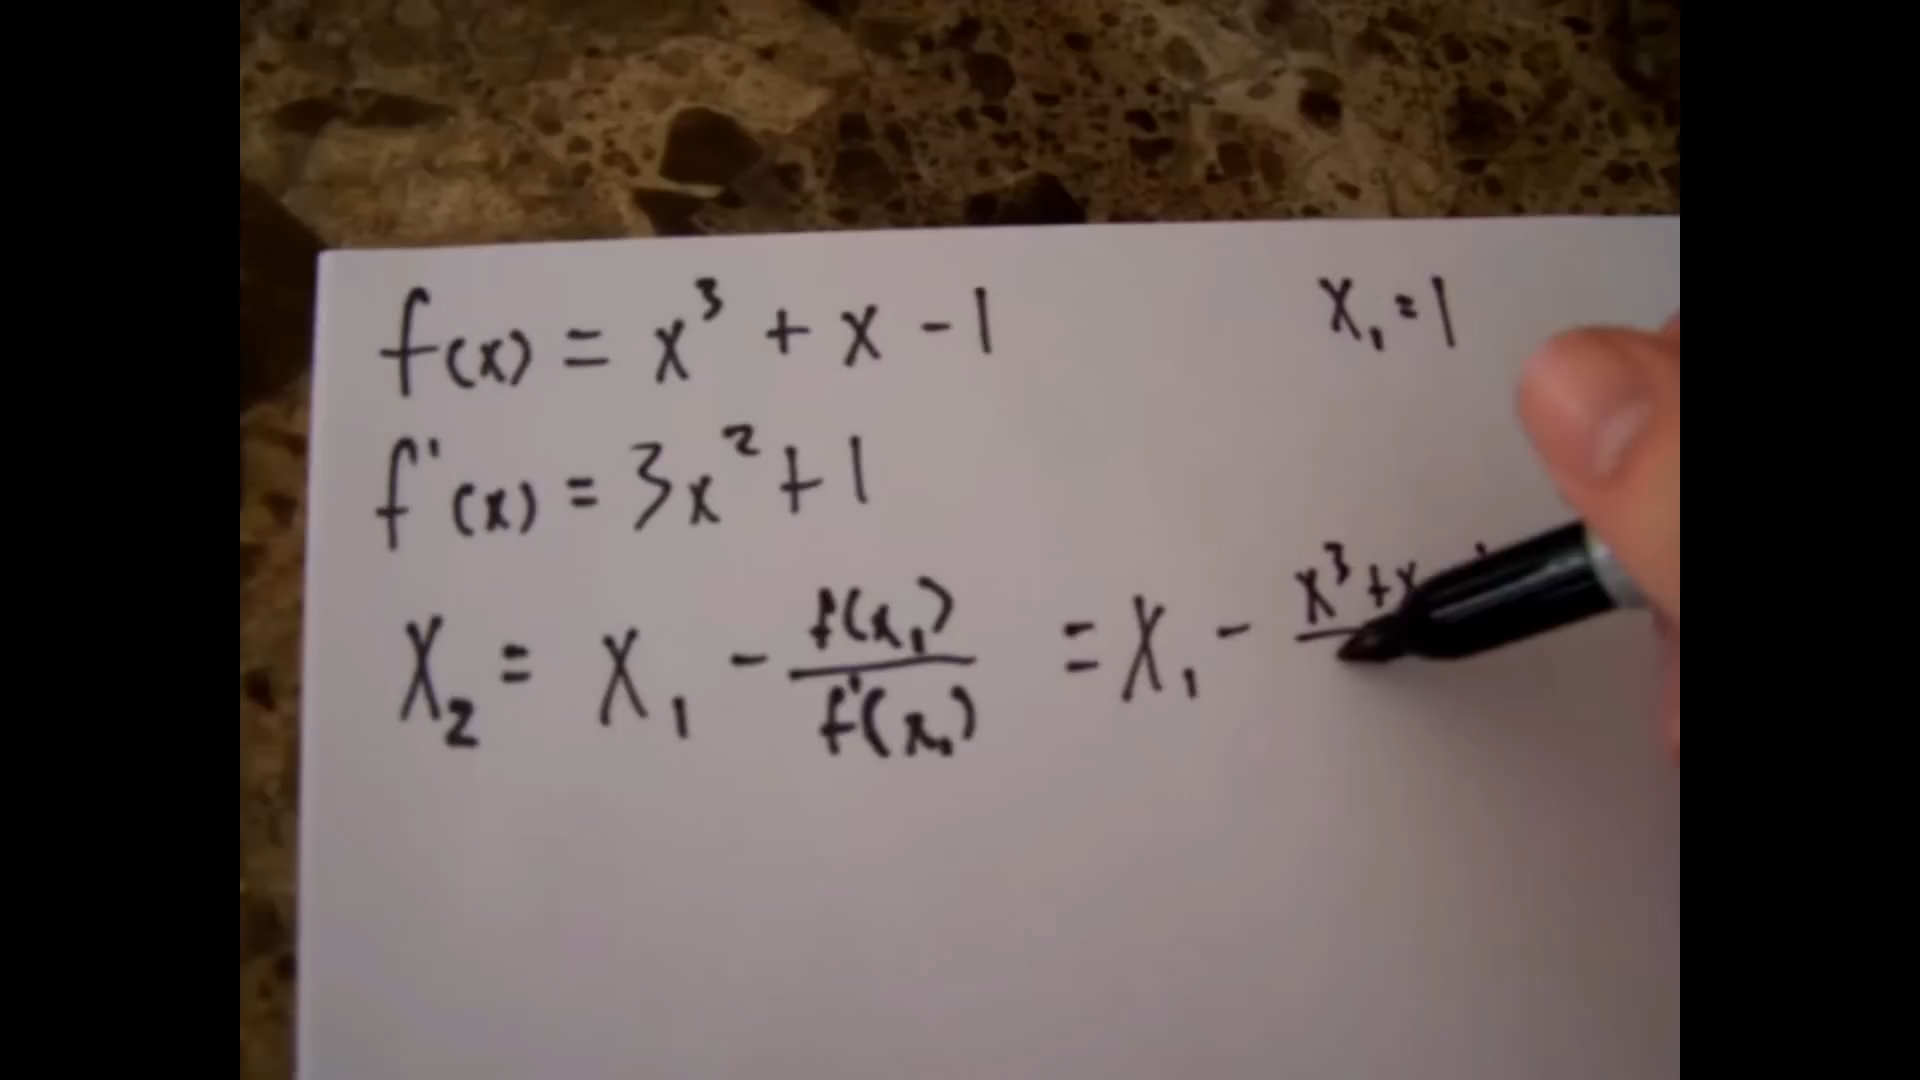 f(x) = x³ + x - 1
x₁ = 1
f'(x) = 3x² + 1
x₂ = x₁ - f(x₁)/f'(x₁) = x₁ - x³ + x